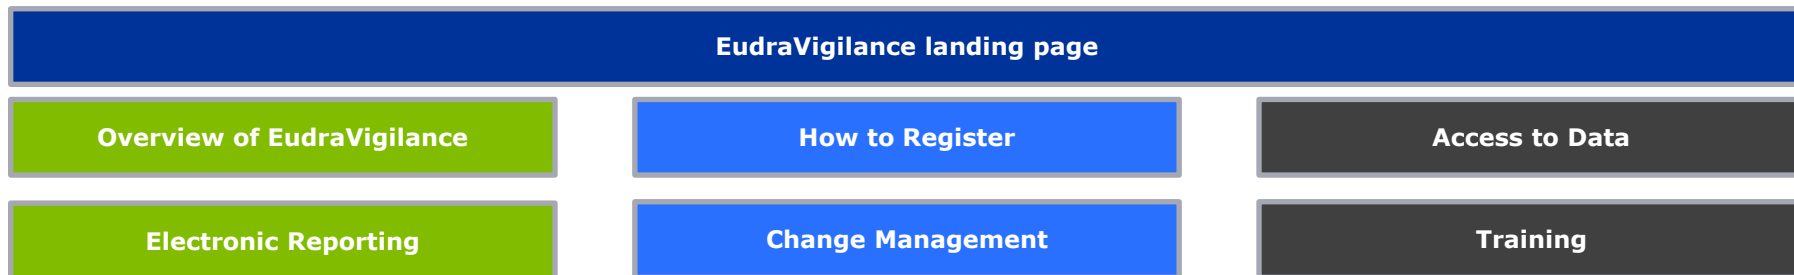 EudraVigilance landing page
Overview of EudraVigilance
How to Register
Access to Data
Electronic Reporting
Change Management
Training